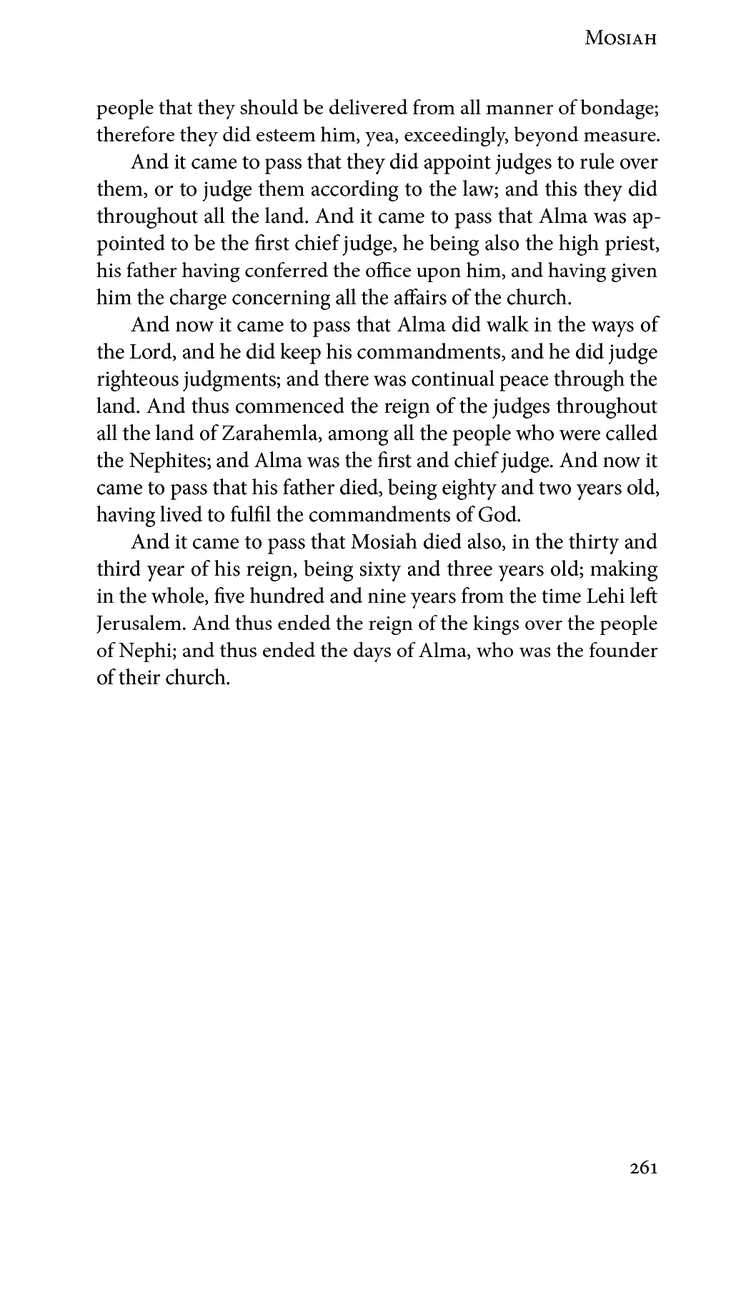 Mosiah
people that they should be delivered from all manner of bondage;
therefore they did esteem him, yea, exceedingly, beyond measure.
And it came to pass that they did appoint judges to rule over
them, or to judge them according to the law; and this they did
throughout all the land. And it came to pass that Alma was ap-
pointed to be the first chief judge, he being also the high priest,
his father having conferred the office upon him, and having given
him the charge concerning all the affairs of the church.
And now it came to pass that Alma did walk in the ways of
the Lord, and he did keep his commandments, and he did judge
righteous judgments; and there was continual peace through the
land. And thus commenced the reign of the judges throughout
all the land of Zarahemla, among all the people who were called
the Nephites; and Alma was the first and chief judge. And now it
came to pass that his father died, being eighty and two years old,
having lived to fulfil the commandments of God.
And it came to pass that Mosiah died also, in the thirty and
third year of his reign, being sixty and three years old; making
in the whole, five hundred and nine years from the time Lehi left
Jerusalem. And thus ended the reign of the kings over the people
of Nephi; and thus ended the days of Alma, who was the founder
of their church.
261